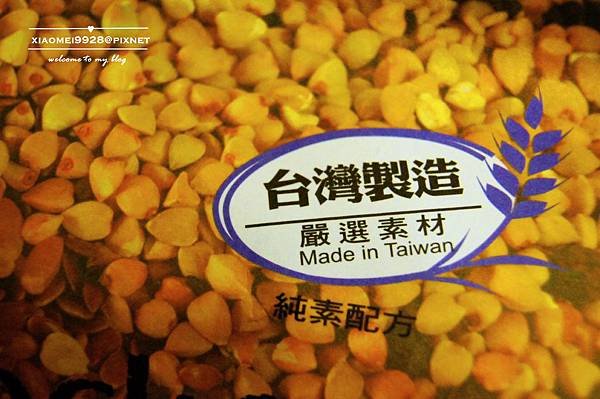 XIAOMEI9928@PIXNET
welcome to my blog
台灣製造
嚴選素材
Made in Taiwan
純素配方